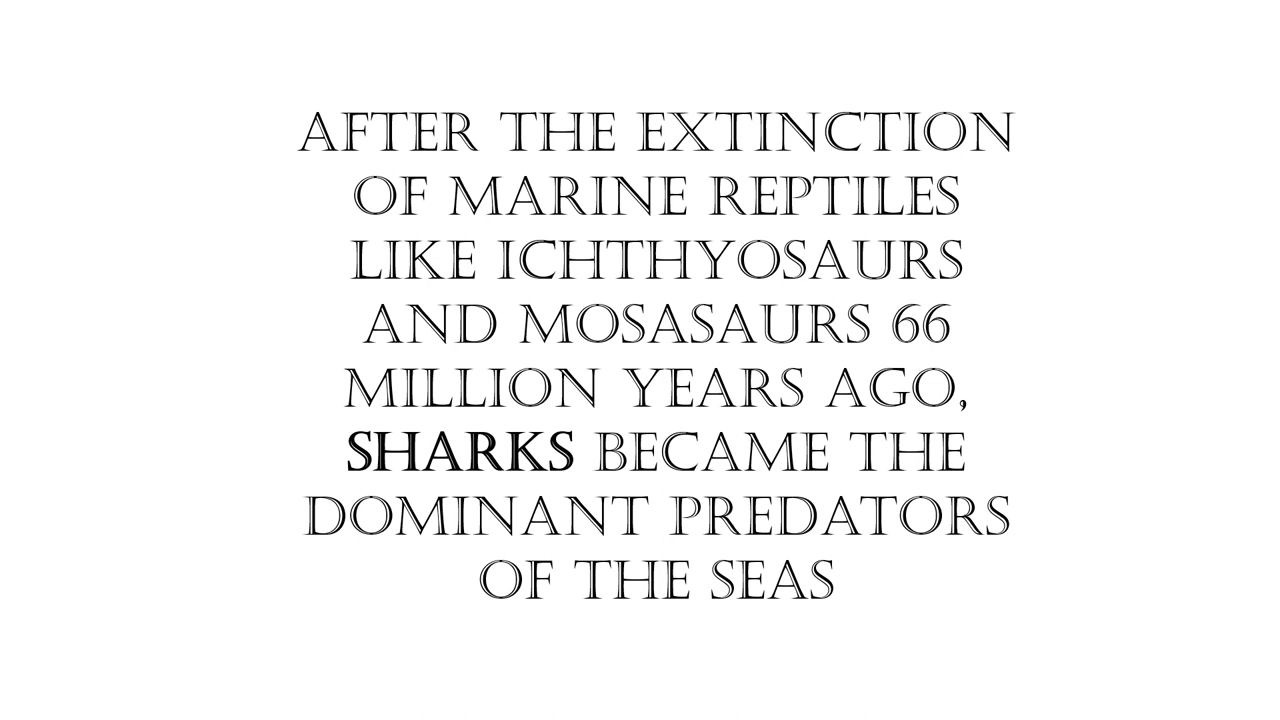 AFTER THE EXTINCTION
OF MARINE REPTILES
LIKE ICHTHYOSAURS
AND MOSASAURS 66
MILLION YEARS AGO,
SHARKS BECAME THE
DOMINANT PREDATORS
OF THE SEAS